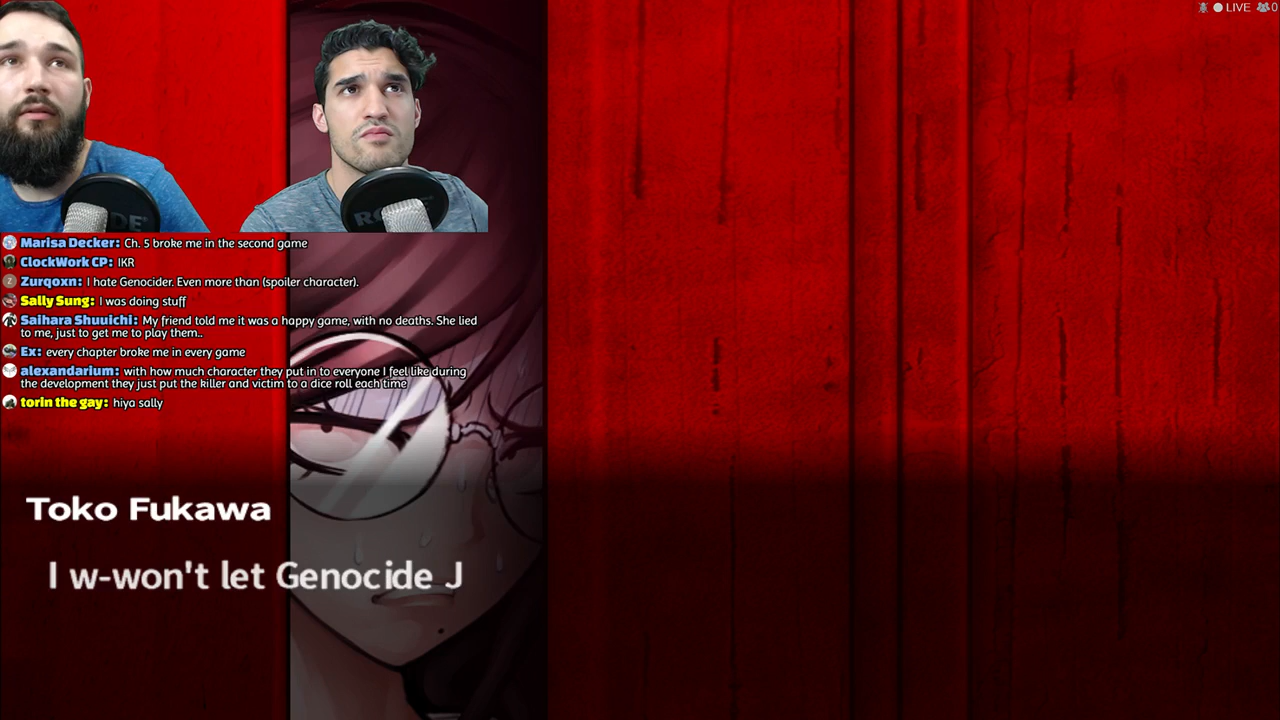 LIVE 0
Marisa Decker: Ch. 5 broke me in the second game
ClockWork CP: IKR
Zurqoxn: I hate Genocider. Even more than (spoiler character).
Sally Sung: I was doing stuff
Saihara Shuuichi: My friend told me it was a happy game, with no deaths. She lied
to me, just to get me to play them..
Ex: every chapter broke me in every game
alexandarium: with how much character they put in to everyone I feel like during
the development they just put the killer and victim to a dice roll each time
torin the gay: hiya sally
Toko Fukawa
I w-won't let Genocide J